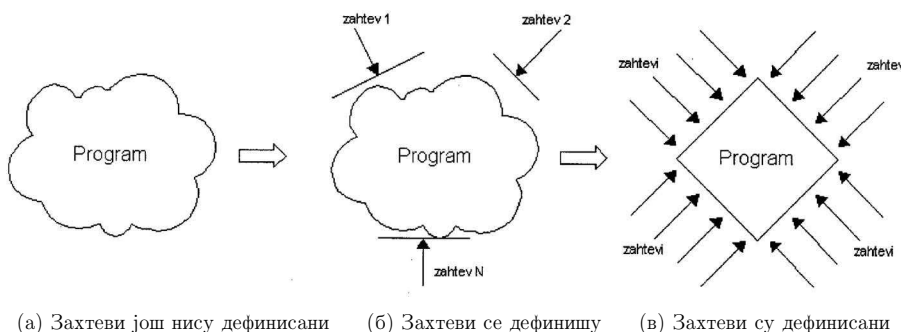 zahtev 1
zahtev 2
Program
Program
zahtev N
zahtevi
zahtevi
Program
zahtevi
zahtevi
(а) Захтеви још нису дефинисани
(б) Захтеви се дефинишу
(в) Захтеви су дефинисани